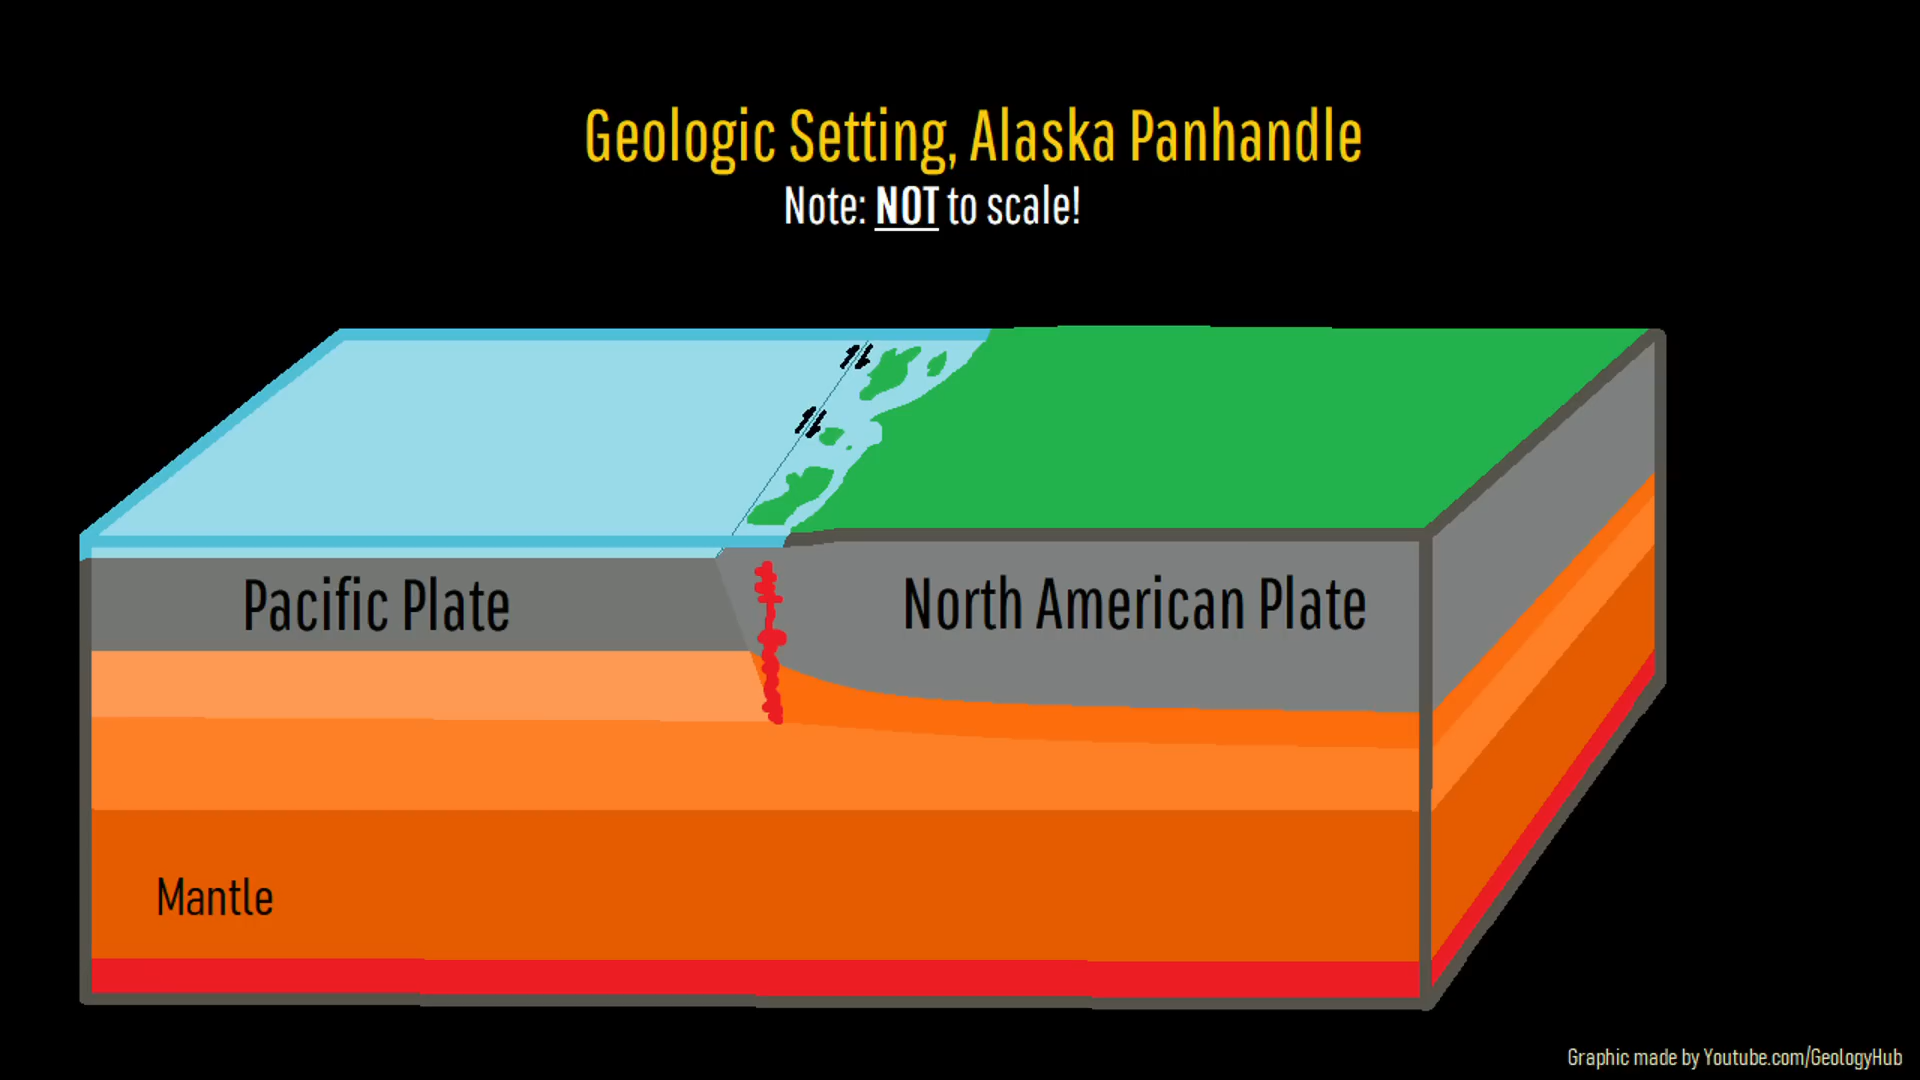 Geologic Setting, Alaska Panhandle
Note: NOT to scale!
Pacific Plate
North American Plate
Mantle
Graphic made by Youtube.com/GeologyHub